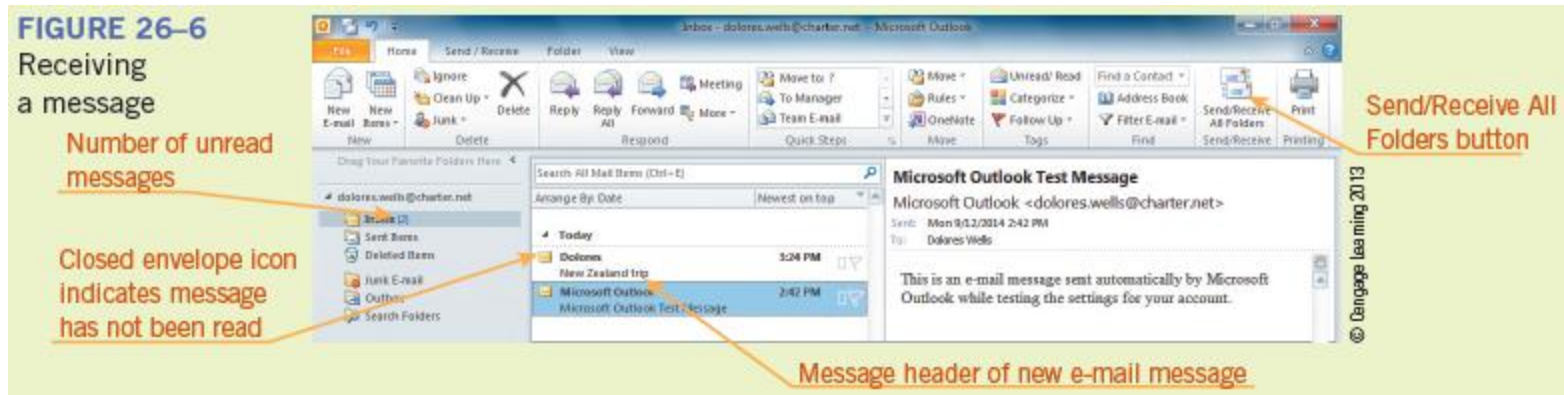 FIGURE 26–6
Receiving
a message
Number of unread
messages
Closed envelope icon
indicates message
has not been read
Inbox - dolores.wells@charter.net - Microsoft Outlook
File Home Send / Receive Folder View
New
E-mail
New
Items
Ignore
Clean Up
Junk
Delete
Reply
Reply
All
Forward
Meeting
More
Move to: ?
To Manager
Team E-mail
Move
Rules
OneNote
Unread/ Read
Categorize
Follow Up
Find a Contact
Address Book
Filter E-mail
Send/Receive
All Folders
Print
New Delete Respond Quick Steps Move Tags Find Send/Receive Printing
Drag Your Favorite Folders Here
dolores.wells@charter.net
Inbox (2)
Sent Items
Deleted Items
Junk E-mail
Outbox
Search Folders
Search All Mail Items (Ctrl+E)
Arrange By: Date Newest on top
Today
Dolores 3:24 PM
New Zealand trip
Microsoft Outlook 2:42 PM
Microsoft Outlook Test Message
Microsoft Outlook Test Message
Microsoft Outlook <dolores.wells@charter.net>
Sent: Mon 9/12/2014 2:42 PM
To: Dolores Wells
This is an e-mail message sent automatically by Microsoft
Outlook while testing the settings for your account.
Send/Receive All
Folders button
Message header of new e-mail message
© Cengage Learning 2013